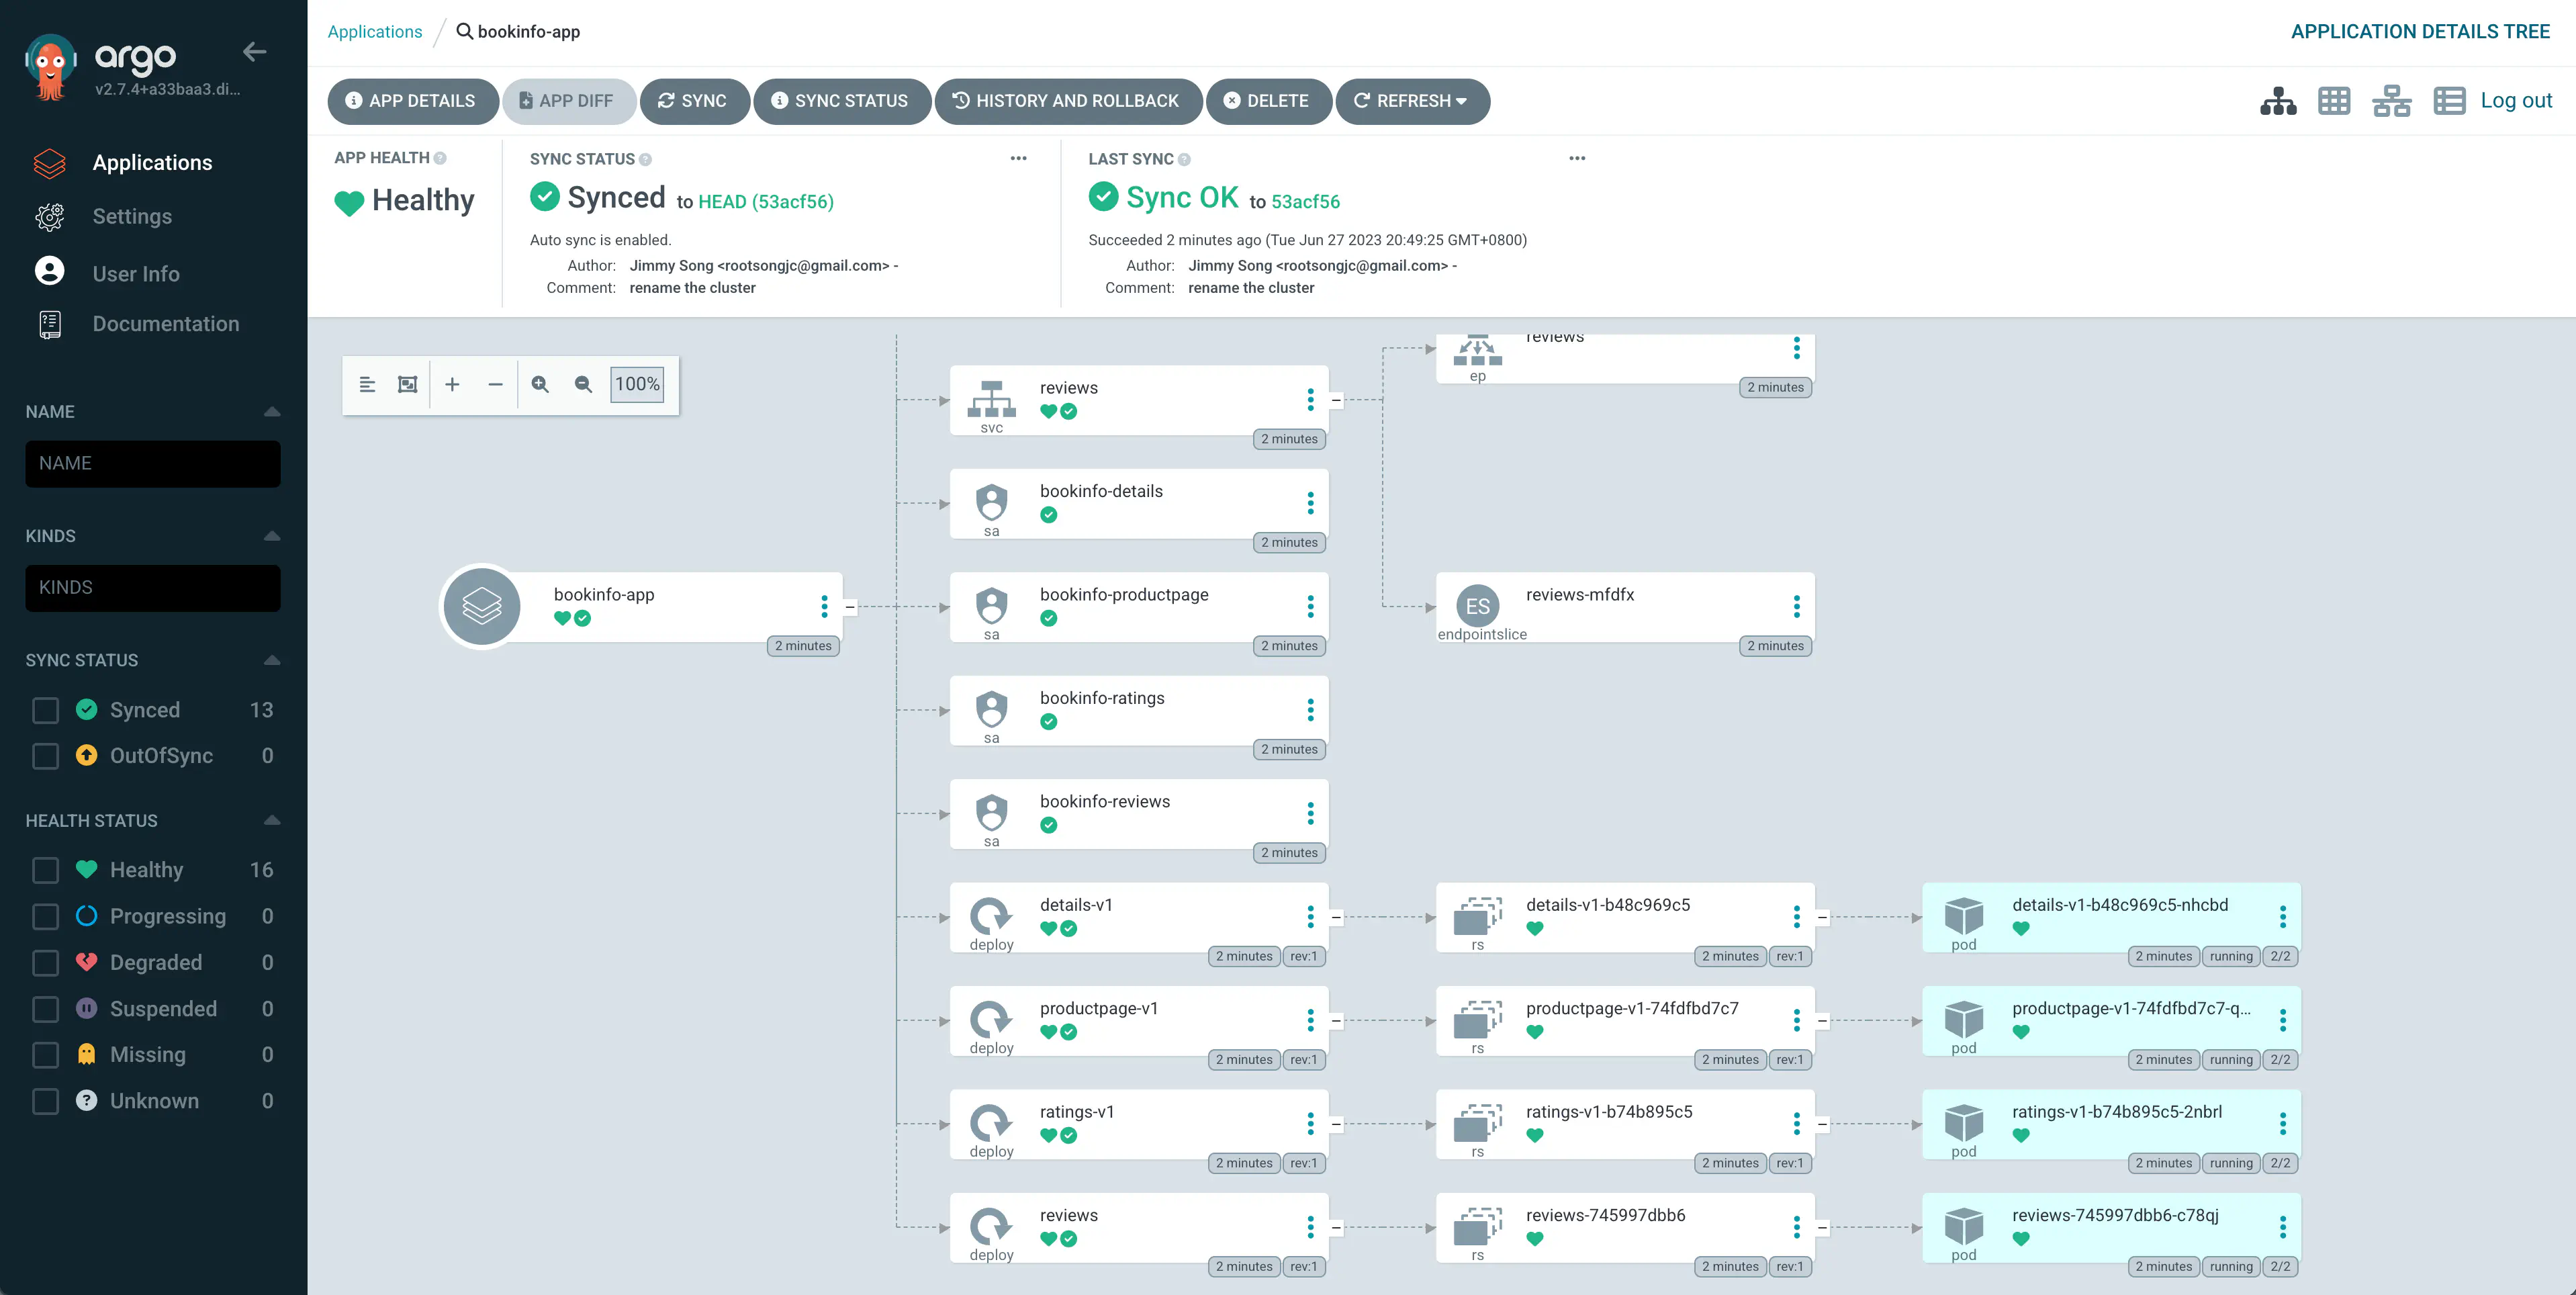 argo
v2.7.4+a33baa3.di...
Applications
Settings
User Info
Documentation
NAME
NAME
KINDS
KINDS
SYNC STATUS
Synced 13
OutOfSync 0
HEALTH STATUS
Healthy 16
Progressing 0
Degraded 0
Suspended 0
Missing 0
Unknown 0
Applications / bookinfo-app
APPLICATION DETAILS TREE
APP DETAILS APP DIFF SYNC SYNC STATUS HISTORY AND ROLLBACK DELETE REFRESH
Log out
APP HEALTH
Healthy
SYNC STATUS
Synced to HEAD (53acf56)
Auto sync is enabled.
Author: Jimmy Song <rootsongjc@gmail.com> -
Comment: rename the cluster
LAST SYNC
Sync OK to 53acf56
Succeeded 2 minutes ago (Tue Jun 27 2023 20:49:25 GMT+0800)
Author: Jimmy Song <rootsongjc@gmail.com> -
Comment: rename the cluster
100%
bookinfo-app
2 minutes
reviews
svc
2 minutes
reviews
ep
2 minutes
bookinfo-details
sa
2 minutes
bookinfo-productpage
sa
2 minutes
ES
reviews-mfdfx
endpointslice
2 minutes
bookinfo-ratings
sa
2 minutes
bookinfo-reviews
sa
2 minutes
details-v1
deploy
2 minutes rev:1
details-v1-b48c969c5
rs
2 minutes rev:1
details-v1-b48c969c5-nhcbd
pod
2 minutes running 2/2
productpage-v1
deploy
2 minutes rev:1
productpage-v1-74fdfbd7c7
rs
2 minutes rev:1
productpage-v1-74fdfbd7c7-q...
pod
2 minutes running 2/2
ratings-v1
deploy
2 minutes rev:1
ratings-v1-b74b895c5
rs
2 minutes rev:1
ratings-v1-b74b895c5-2nbrl
pod
2 minutes running 2/2
reviews
deploy
2 minutes rev:1
reviews-745997dbb6
rs
2 minutes rev:1
reviews-745997dbb6-c78qj
pod
2 minutes running 2/2